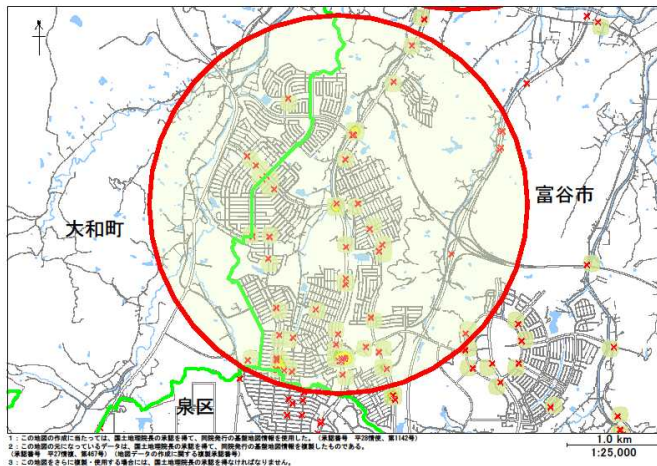 富谷市
大和町
泉区
1.0 km
1:25,000
1:この地図の作成に当たっては、国土地理院長の承認を得て、同院発行の基盤地図情報を使用した。(承認番号 平28情複、第1142号)
2:この地図の元になっているデータは、国土地理院長の承認を得て、同院発行の基盤地図情報を複製したものである。
(承認番号 平27情複、第467号)(地図データの作成に関する複製承認番号)
3:この地図をさらに複製・使用する場合には、国土地理院長の承認を得なければなりません。